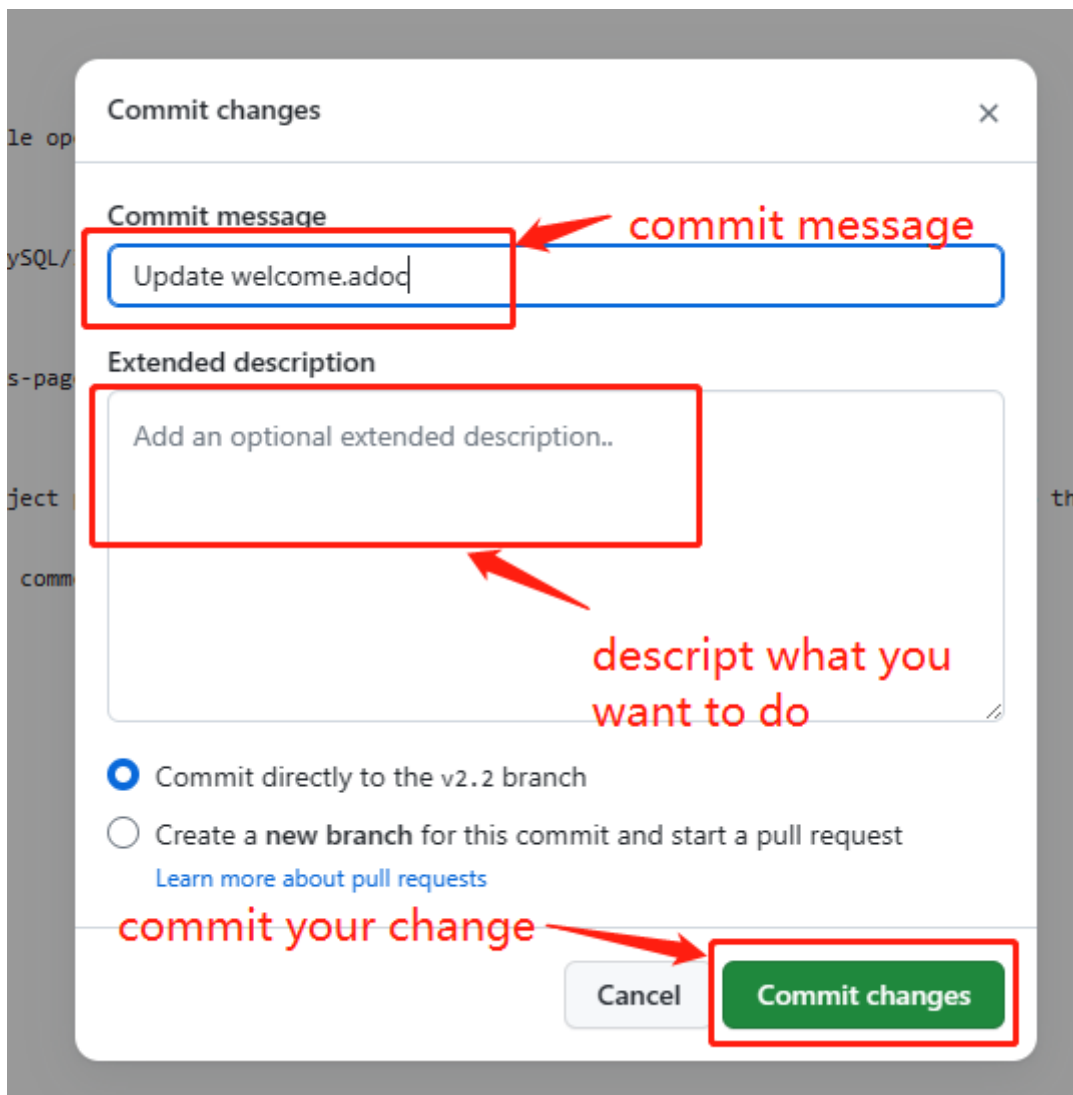 Commit changes
le op
Commit message
commit message
ySQL/
Update welcome.adoc
Extended description
s-pag
Add an optional extended description..
ject
th
comm
descript what you
want to do
Commit directly to the v2.2 branch
Create a new branch for this commit and start a pull request
Learn more about pull requests
commit your change
Cancel
Commit changes